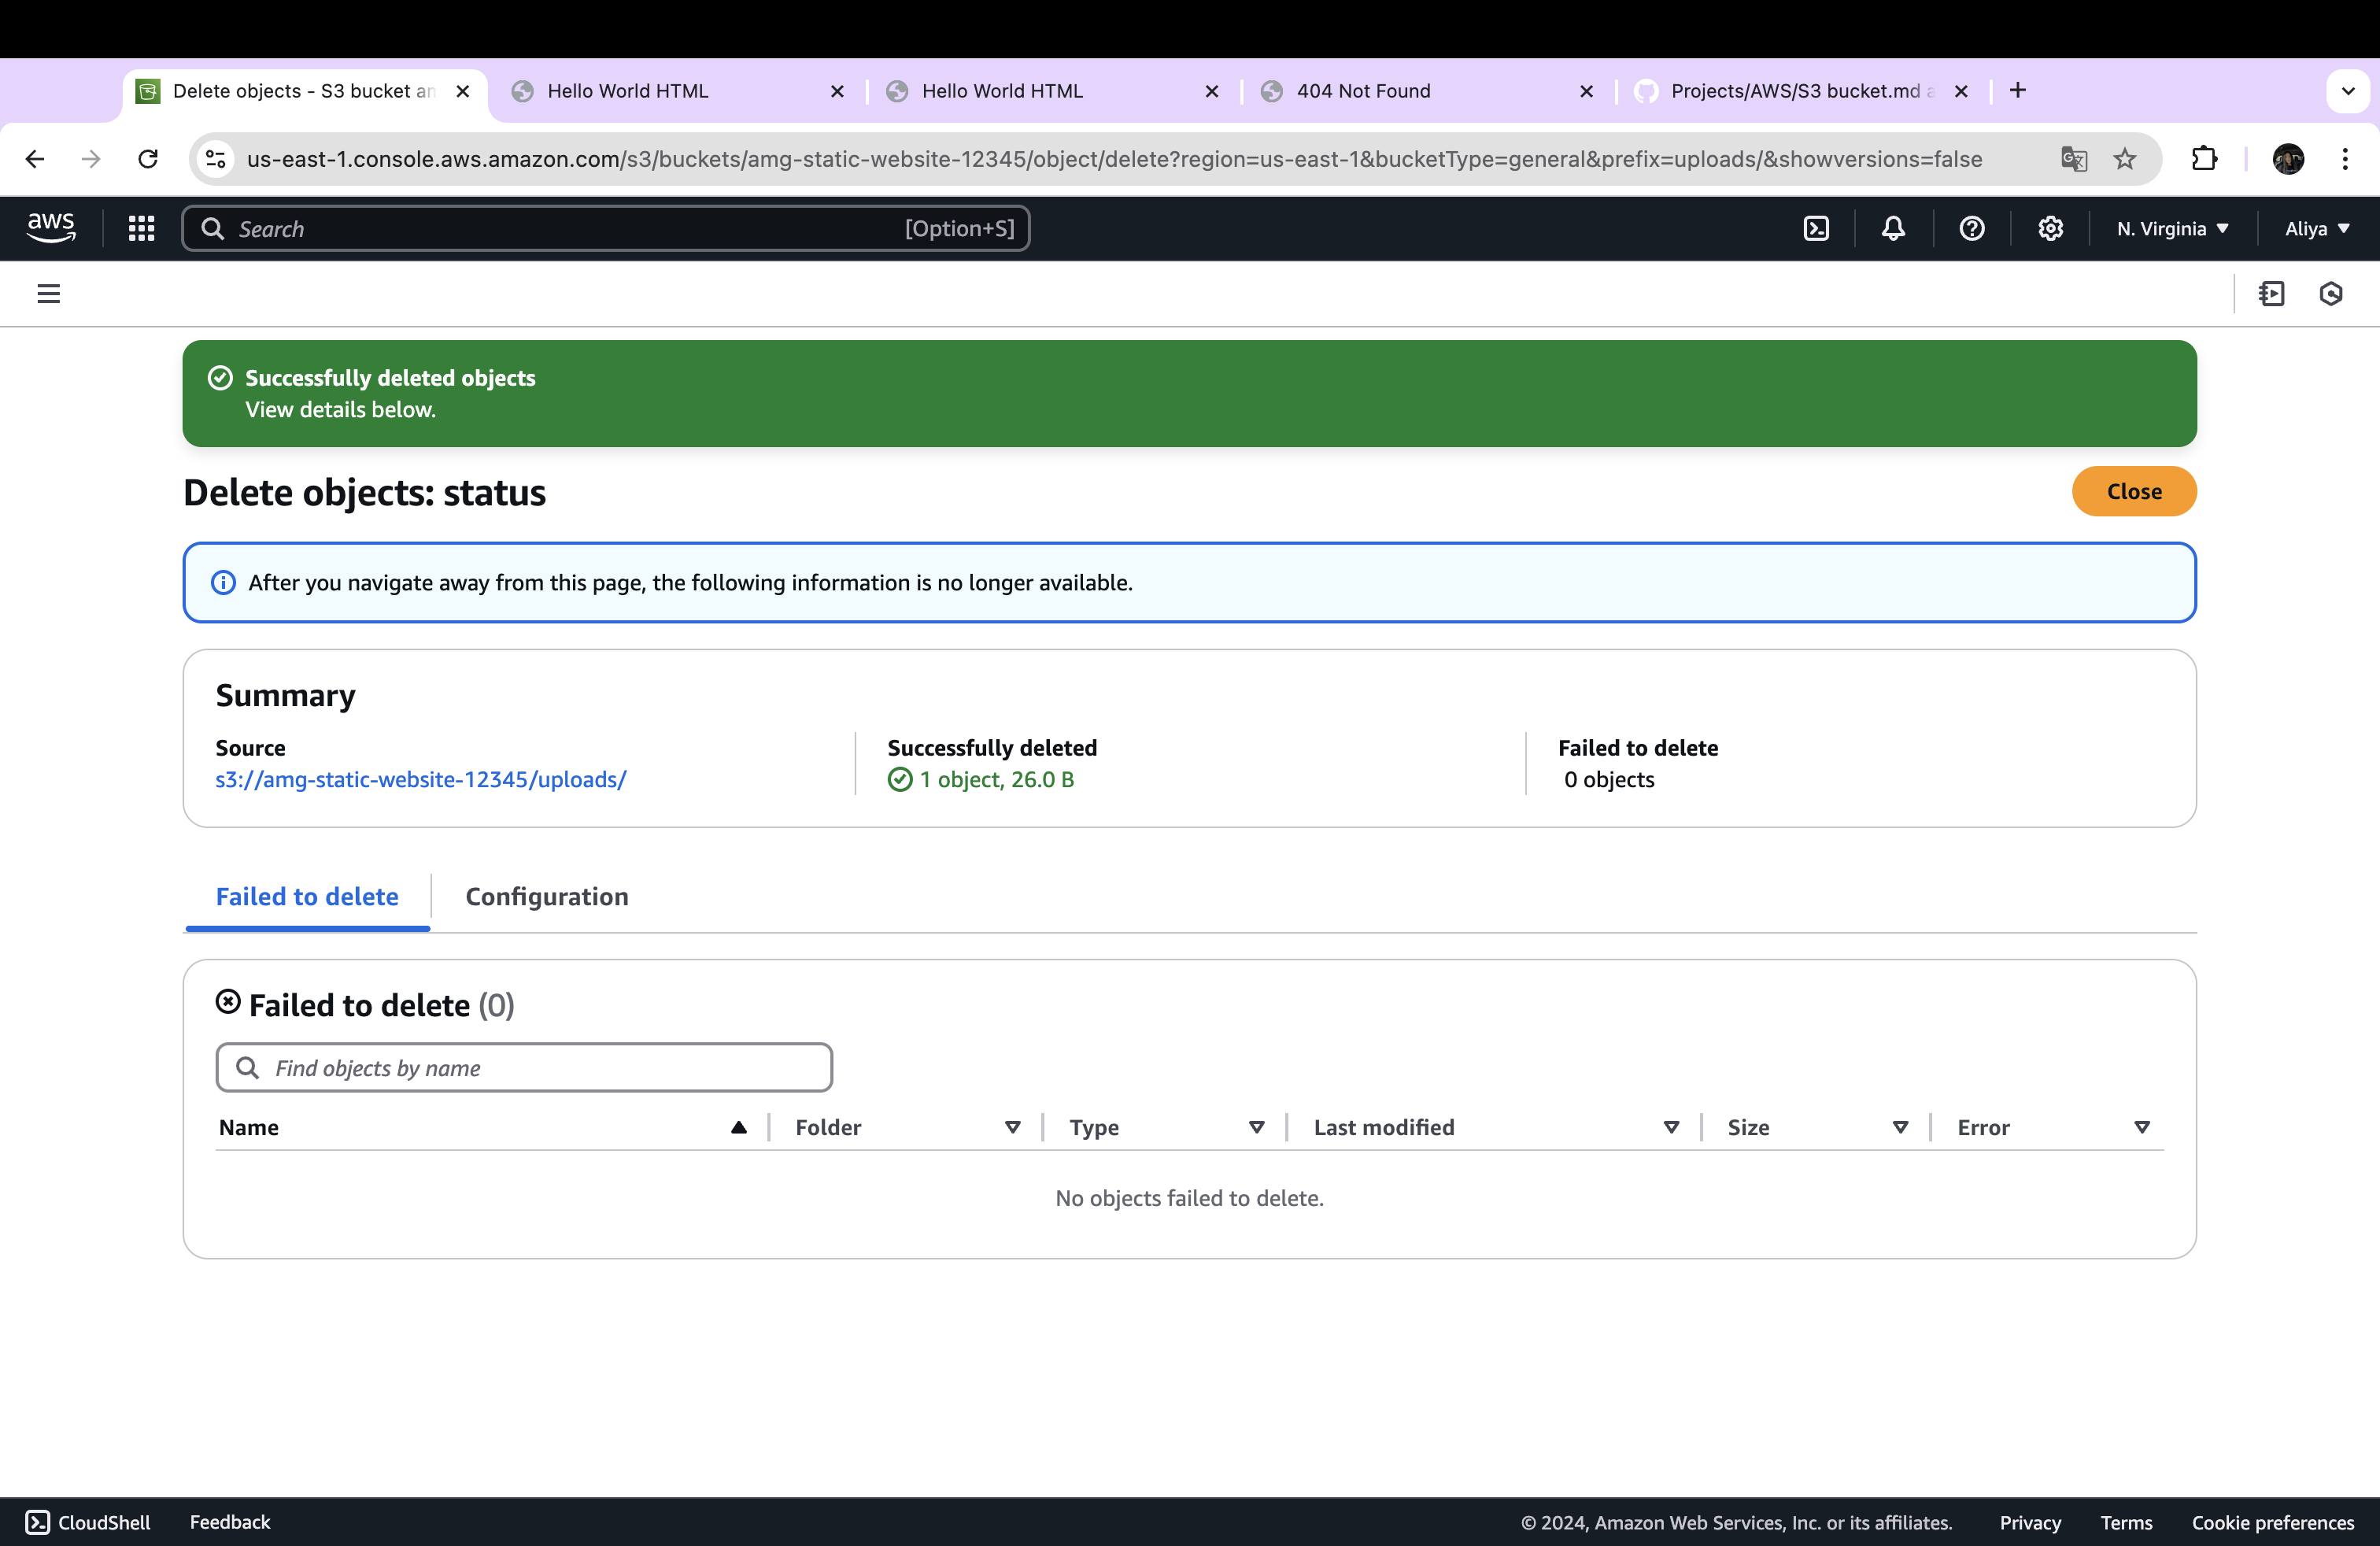 Delete objects - S3 bucket am
Hello World HTML
Hello World HTML
404 Not Found
Projects/AWS/S3 bucket.md a
us-east-1.console.aws.amazon.com/s3/buckets/amg-static-website-12345/object/delete?region=us-east-1&bucketType=general&prefix=uploads/&showversions=false
aws
Search
[Option+S]
N. Virginia
Aliya
Successfully deleted objects
View details below.
Delete objects: status
Close
After you navigate away from this page, the following information is no longer available.
Summary
Source
s3://amg-static-website-12345/uploads/
Successfully deleted
1 object, 26.0 B
Failed to delete
0 objects
Failed to delete
Configuration
Failed to delete (0)
Find objects by name
Name
Folder
Type
Last modified
Size
Error
No objects failed to delete.
CloudShell
Feedback
© 2024, Amazon Web Services, Inc. or its affiliates.
Privacy
Terms
Cookie preferences